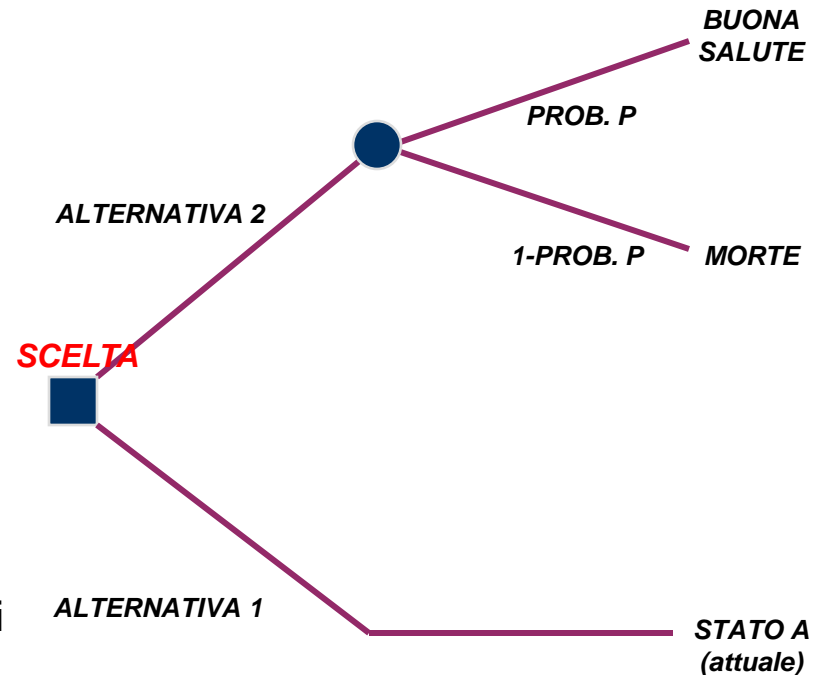 BUONA
SALUTE
PROB. P
ALTERNATIVA 2
1-PROB. P MORTE
SCELTA
i
ALTERNATIVA 1
STATO A
(attuale)